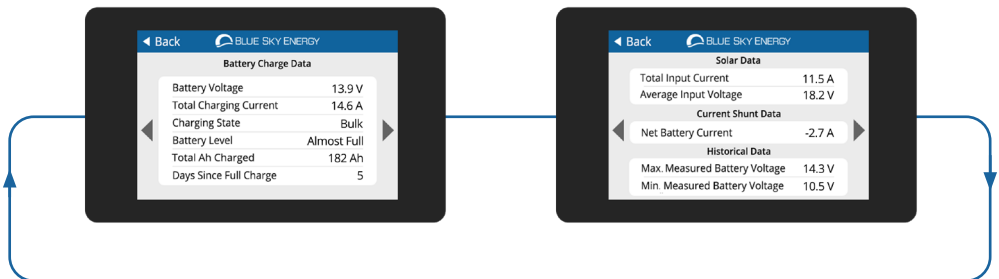 Back
BLUE SKY ENERGY
Battery Charge Data
Battery Voltage 13.9 V
Total Charging Current 14.6 A
Charging State Bulk
Battery Level Almost Full
Total Ah Charged 182 Ah
Days Since Full Charge 5
Back
BLUE SKY ENERGY
Solar Data
Total Input Current 11.5 A
Average Input Voltage 18.2 V
Current Shunt Data
Net Battery Current -2.7 A
Historical Data
Max. Measured Battery Voltage 14.3 V
Min. Measured Battery Voltage 10.5 V